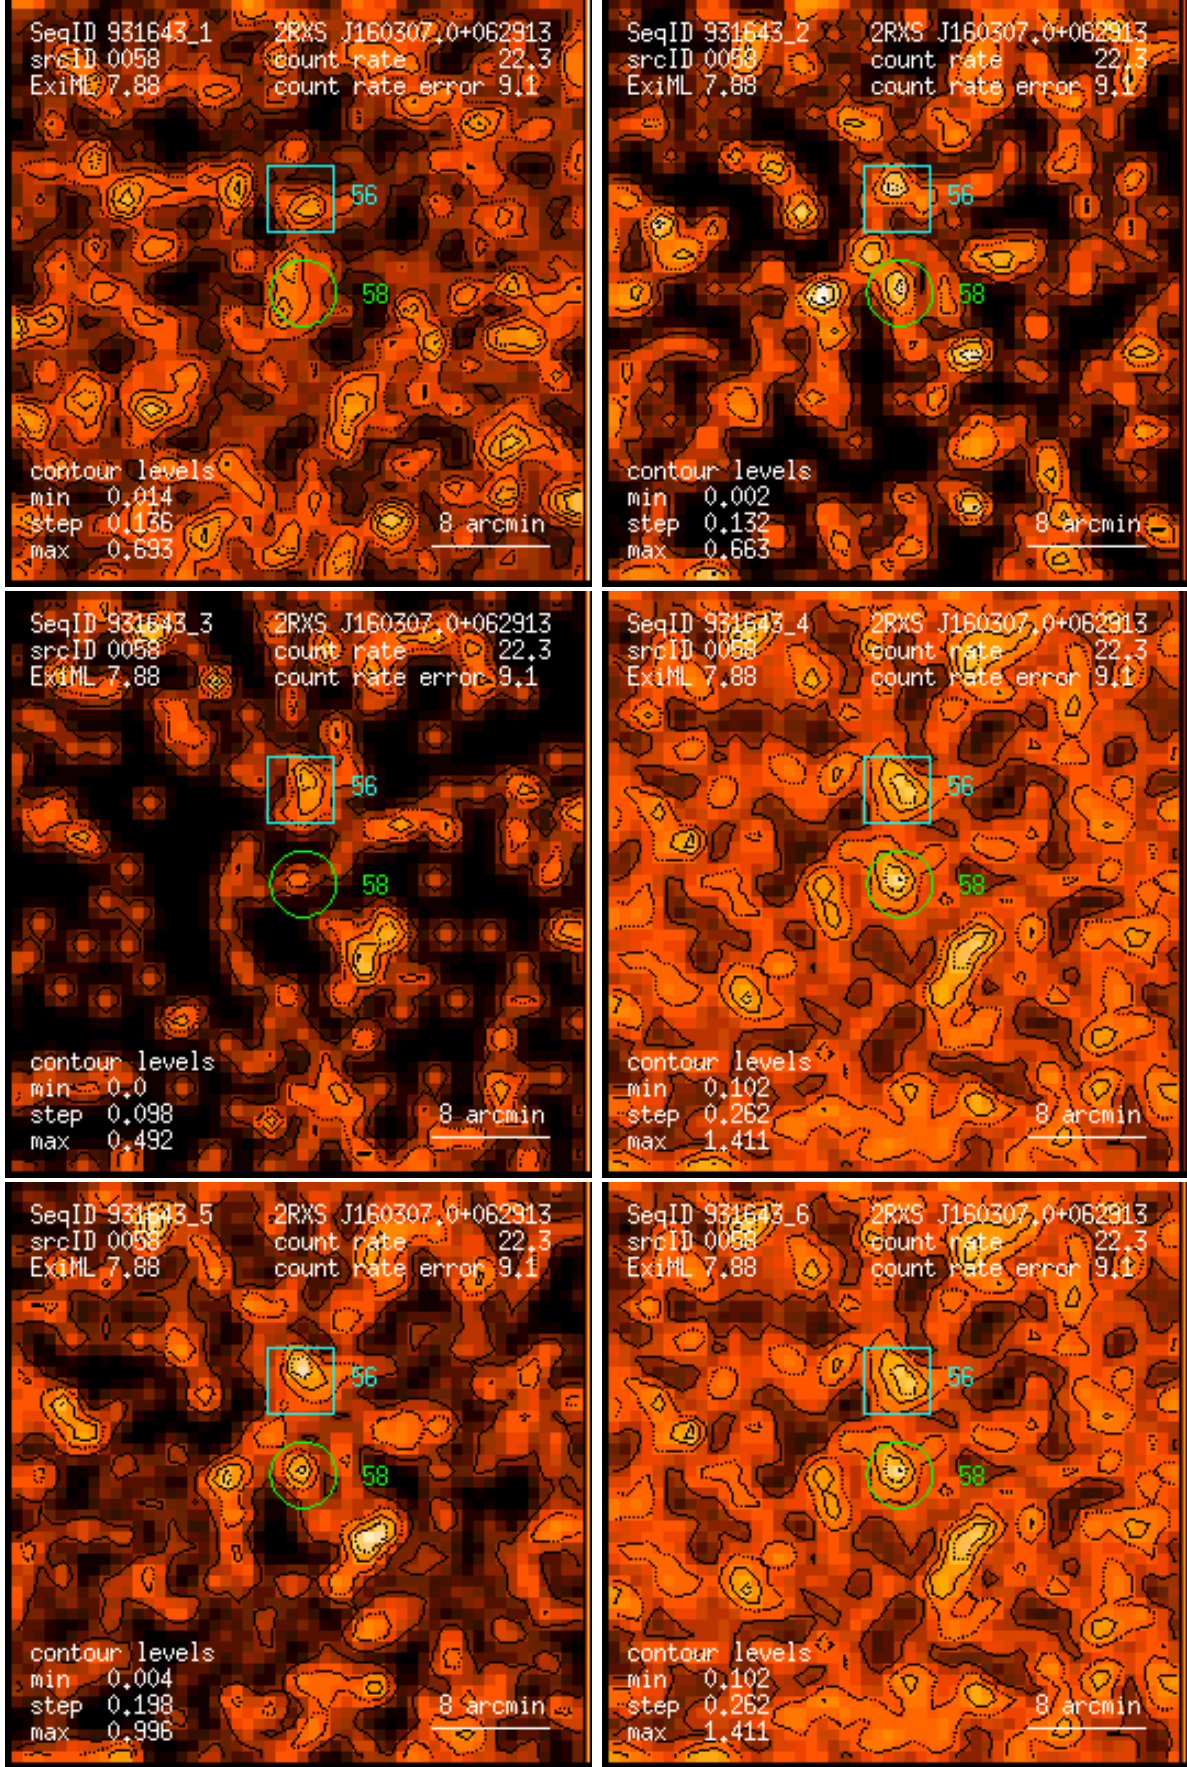 SeqID 931643_1 2RXS J160307.0+062913
srcID 0058 count rate 22.3
ExiML 7.88 count rate error 9.1
56
58
contour levels
min 0.014
step 0.136
max 0.693
8 arcmin
SeqID 931643_2 2RXS J160307.0+062913
srcID 0058 count rate 22.3
ExiML 7.88 count rate error 9.1
56
58
contour levels
min 0.002
step 0.132
max 0.663
8 arcmin
SeqID 931643_3 2RXS J160307.0+062913
srcID 0058 count rate 22.3
ExiML 7.88 count rate error 9.1
56
58
contour levels
min 0.0
step 0.098
max 0.492
8 arcmin
SeqID 931643_4 2RXS J160307.0+062913
srcID 0058 count rate 22.3
ExiML 7.88 count rate error 9.1
56
58
contour levels
min 0.102
step 0.262
max 1.411
8 arcmin
SeqID 931643_5 2RXS J160307.0+062913
srcID 0058 count rate 22.3
ExiML 7.88 count rate error 9.1
56
58
contour levels
min 0.004
step 0.198
max 0.996
8 arcmin
SeqID 931643_6 2RXS J160307.0+062913
srcID 0058 count rate 22.3
ExiML 7.88 count rate error 9.1
56
58
contour levels
min 0.102
step 0.262
max 1.411
8 arcmin